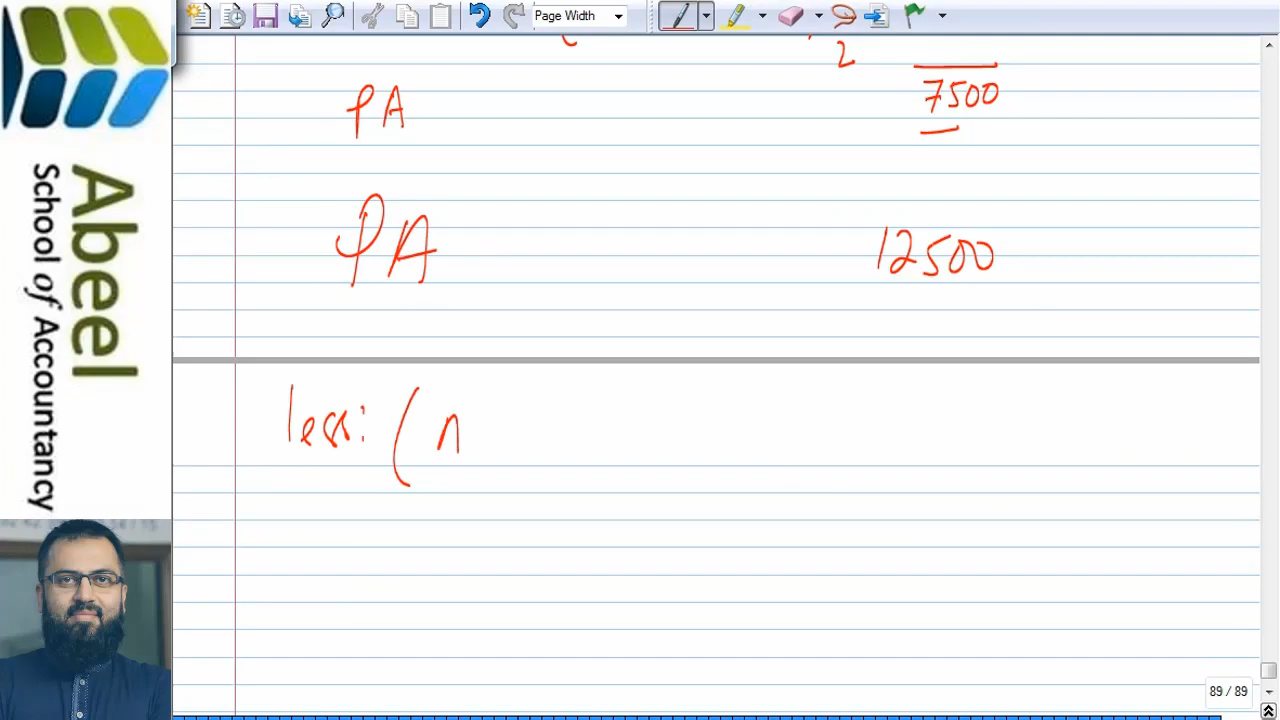 Page Width
2
7500
PA
PA 12500
less: ( n
Abeel
School of Accountancy
89 / 89